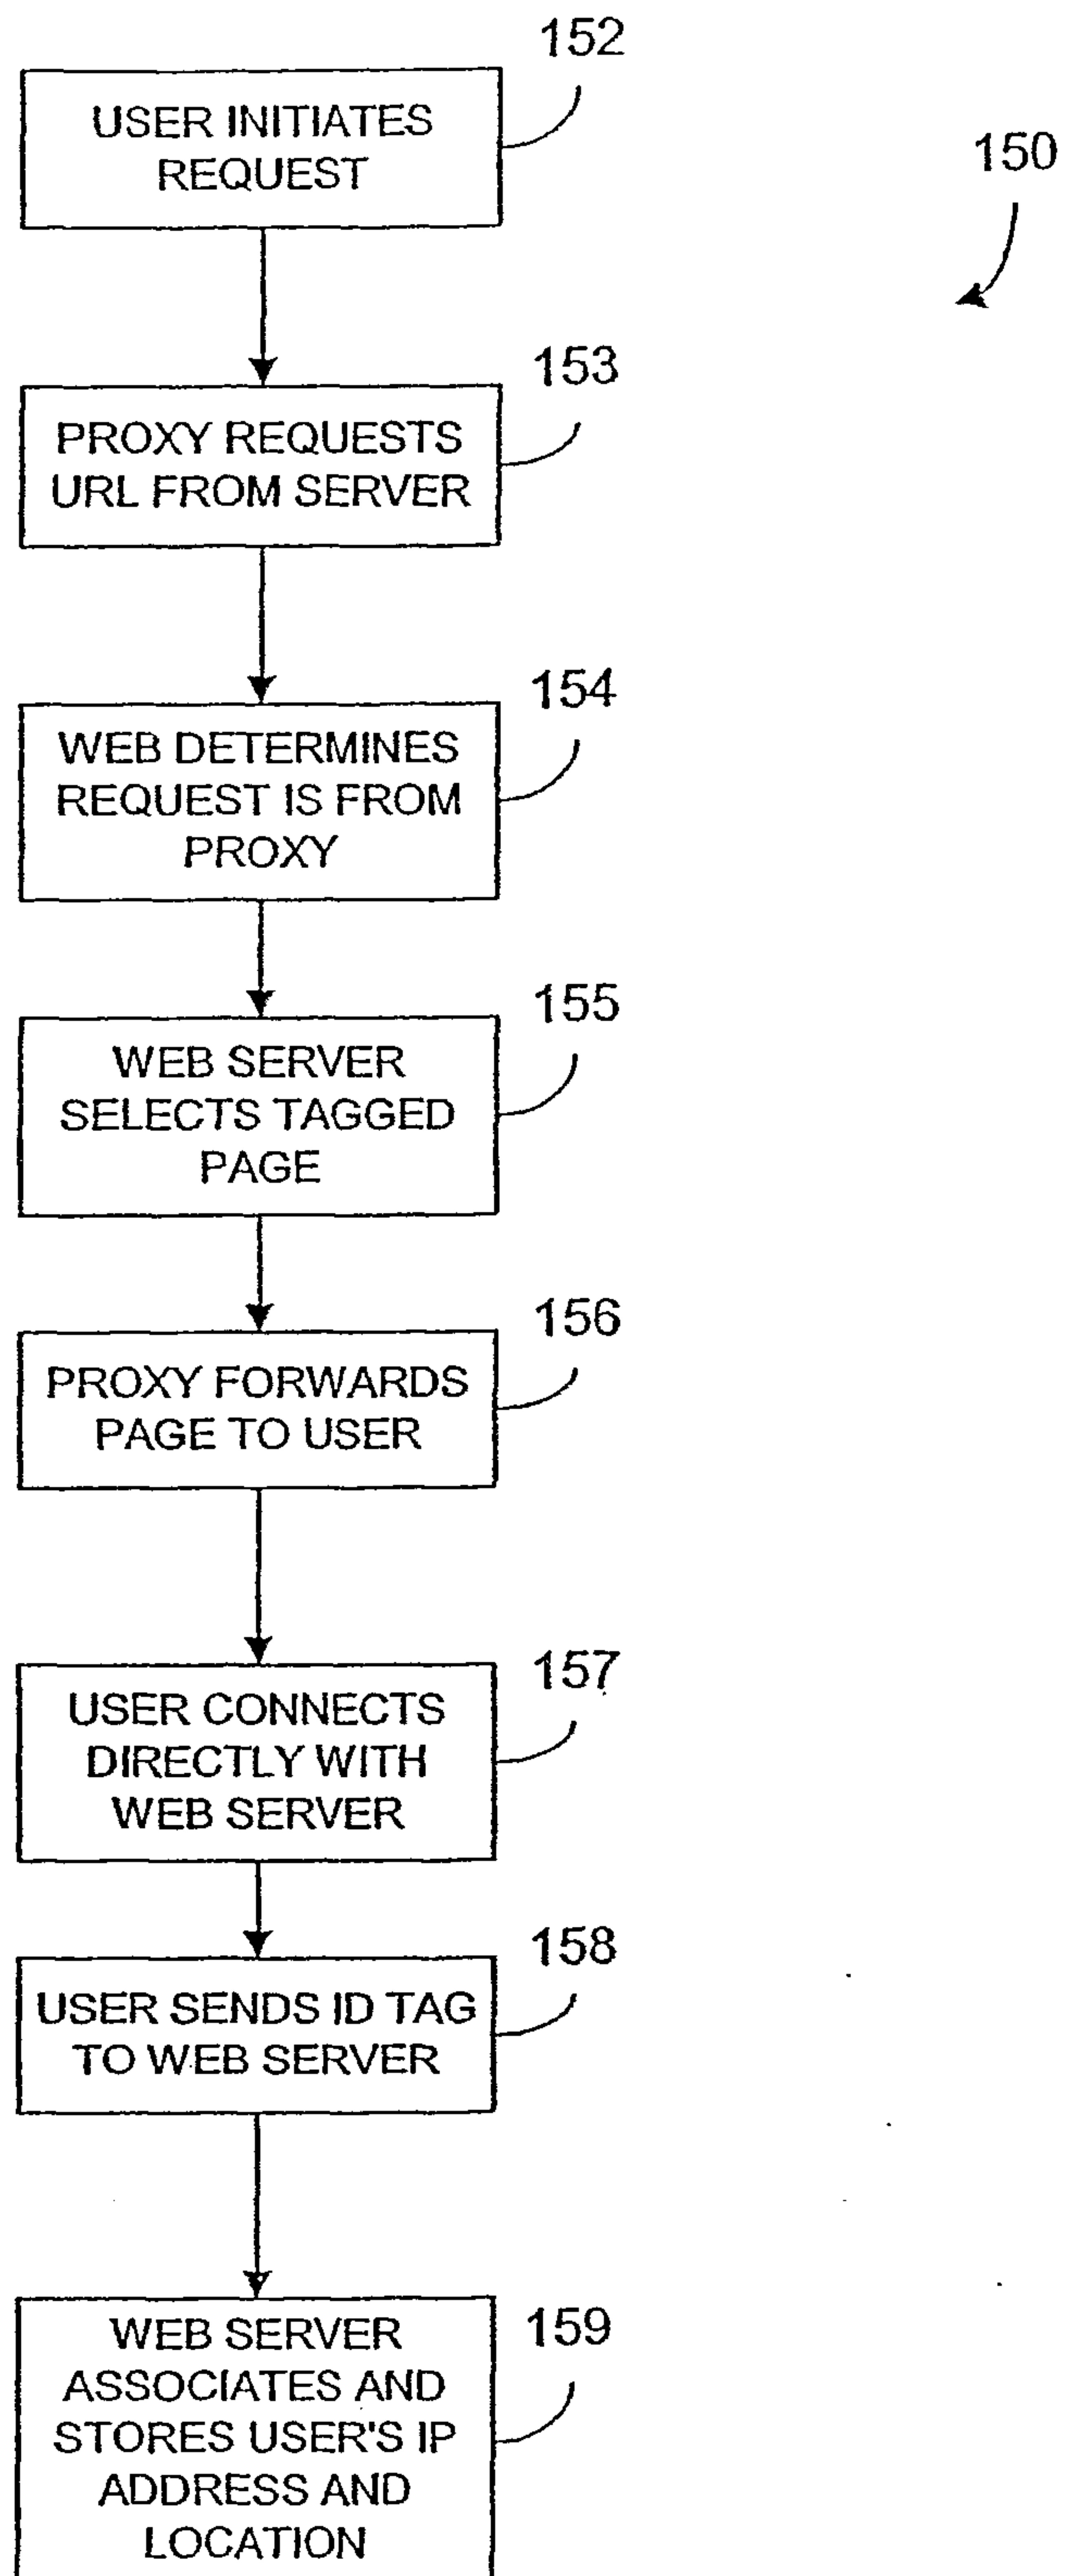 152
USER INITIATES
REQUEST
150
153
PROXY REQUESTS
URL FROM SERVER
154
WEB DETERMINES
REQUEST IS FROM
PROXY
155
WEB SERVER
SELECTS TAGGED
PAGE
156
PROXY FORWARDS
PAGE TO USER
157
USER CONNECTS
DIRECTLY WITH
WEB SERVER
158
USER SENDS ID TAG
TO WEB SERVER
159
WEB SERVER
ASSOCIATES AND
STORES USER'S IP
ADDRESS AND
LOCATION